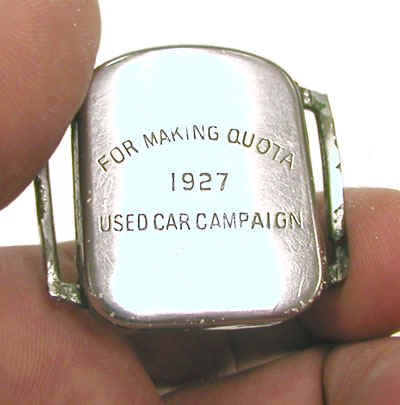 FOR MAKING QUOTA
1927
USED CAR CAMPAIGN